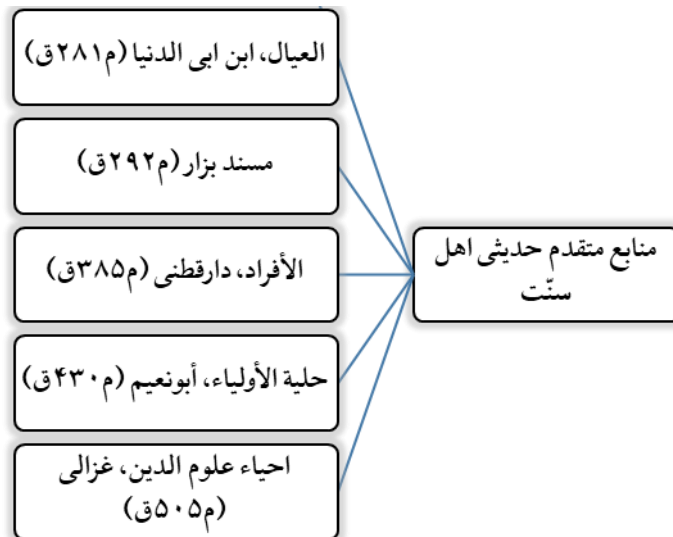 منابع متقدم حدیثی اهل
سنّت
العیال، ابن ابی الدنیا (م۲۸۱ق)
مسند بزار (م۲۹۲ق)
الأفراد، دارقطنی (م۳۸۵ق)
حلیة الأولیاء، أبونعیم (م۴۳۰ق)
احیاء علوم الدین، غزالی
(م۵۰۵ق)